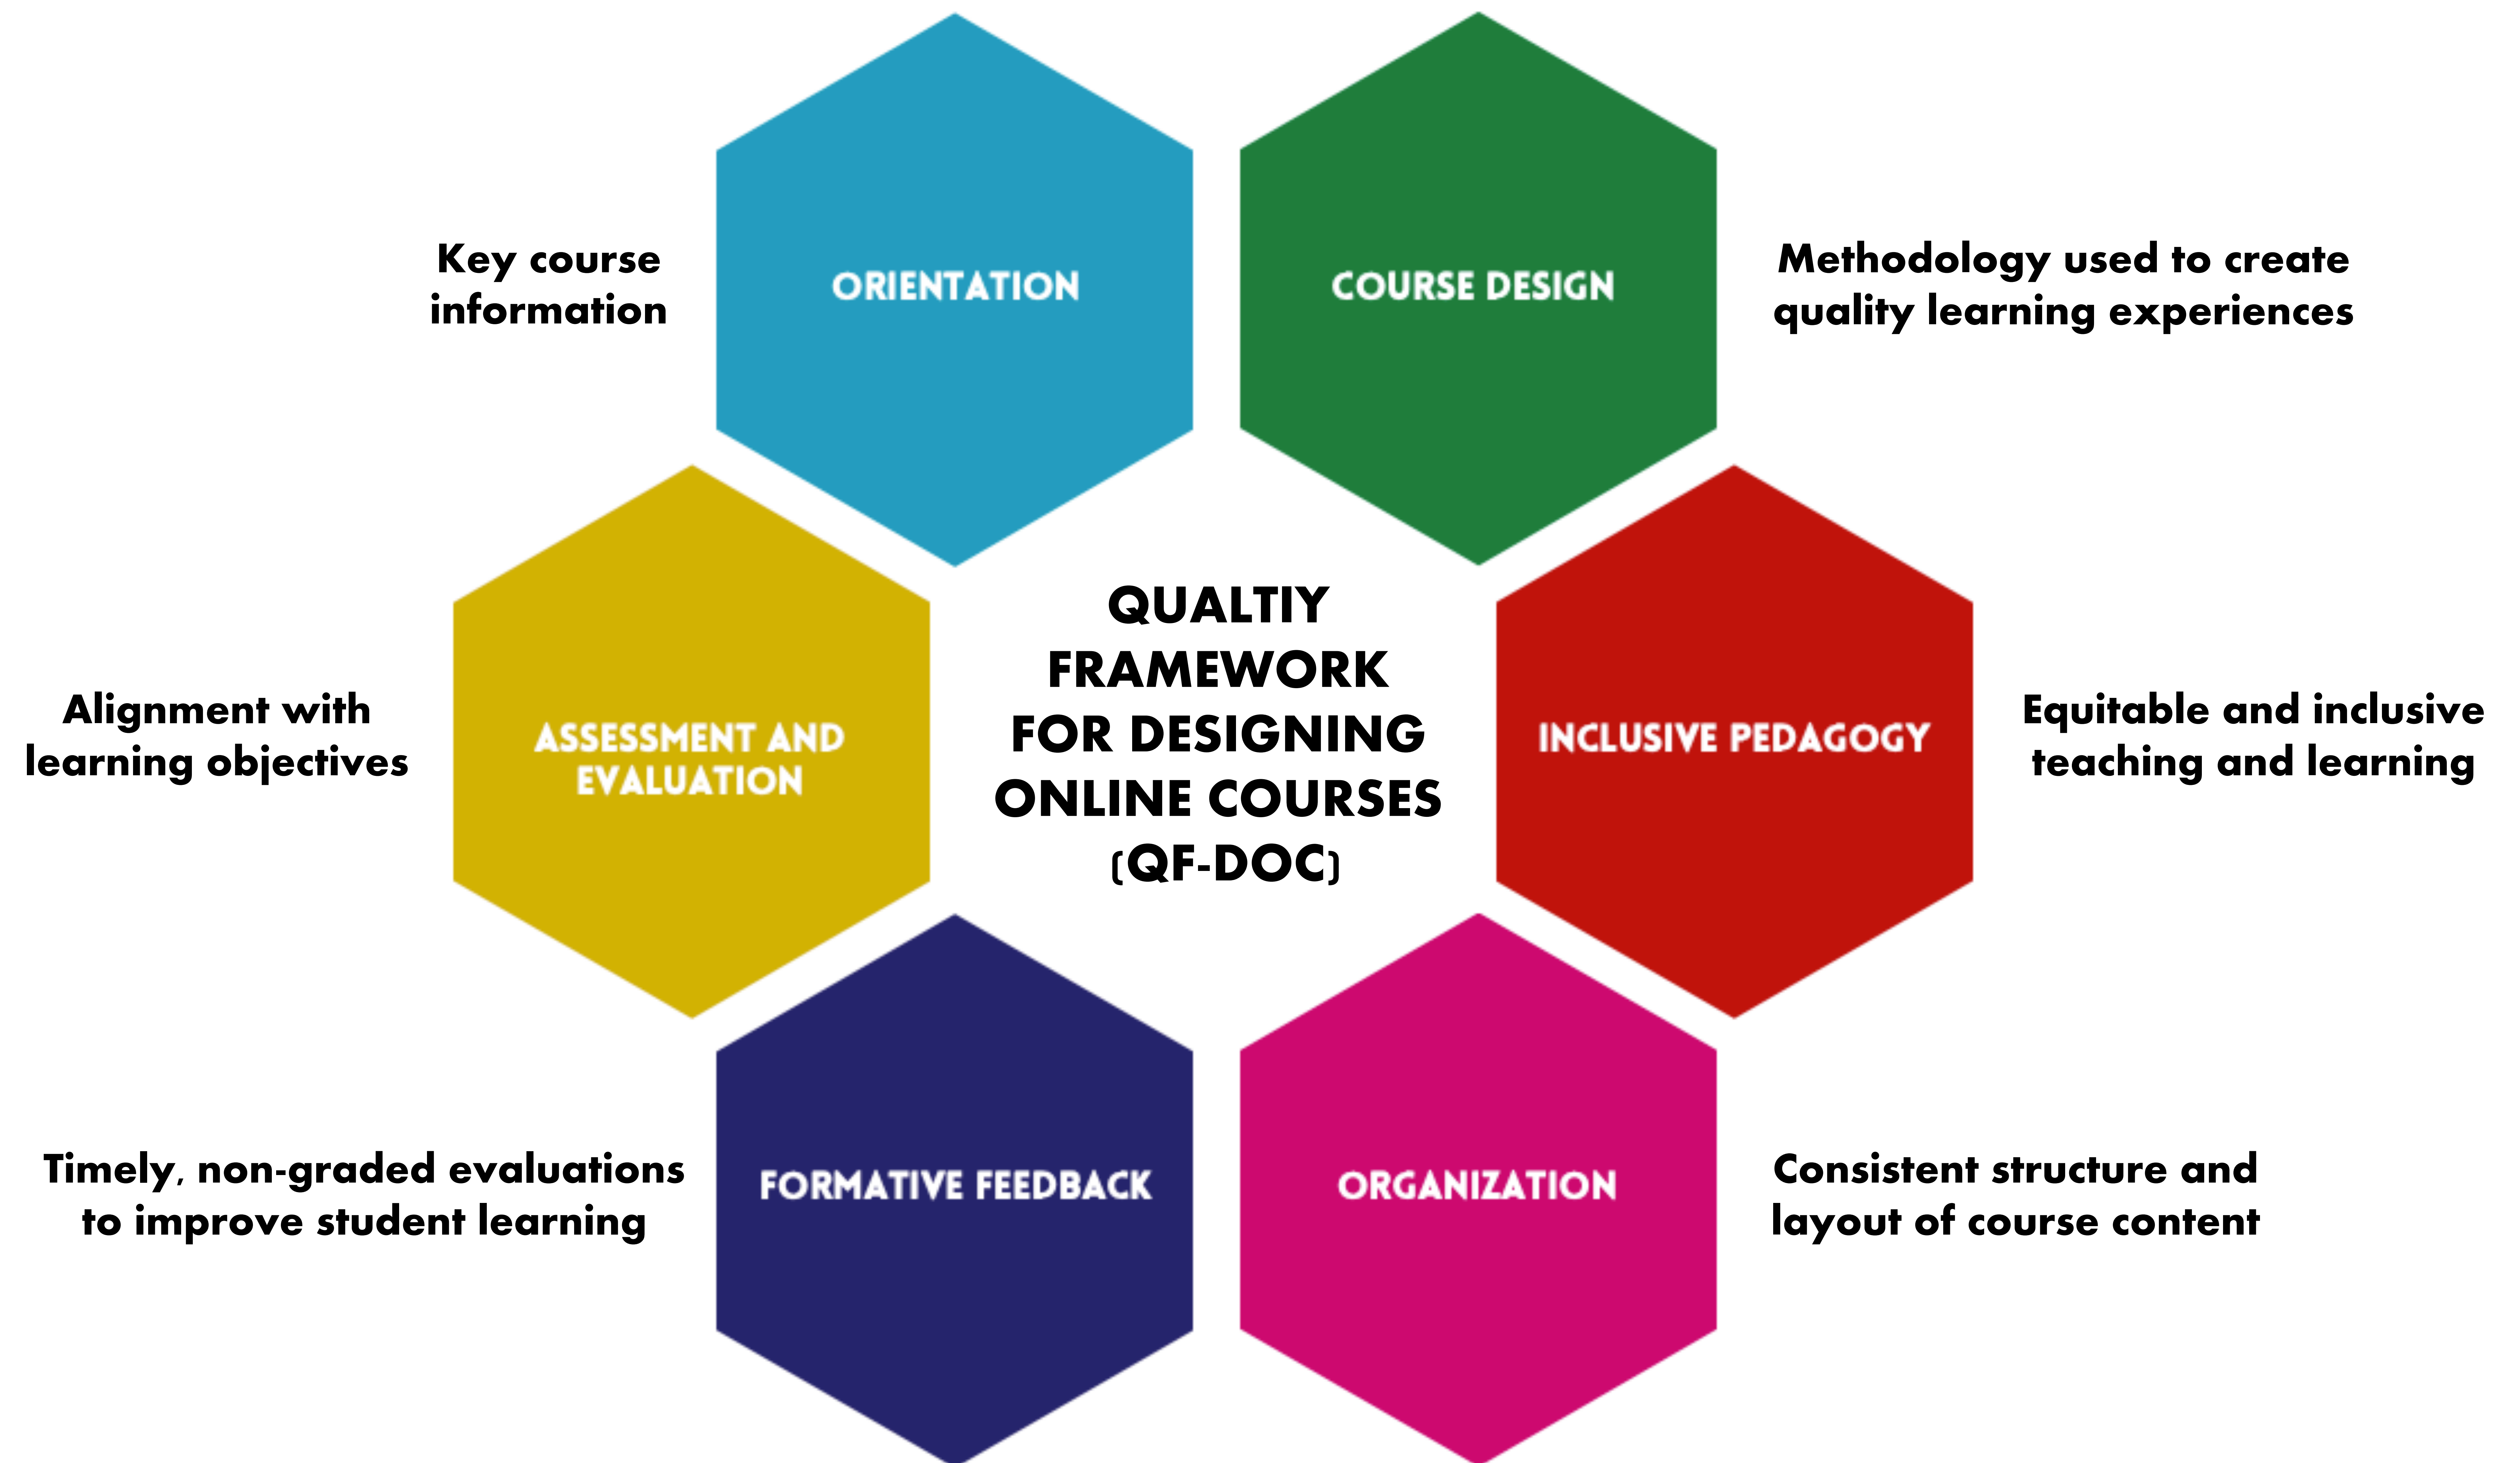 Key course
information
ORIENTATION
COURSE DESIGN
Methodology used to create
quality learning experiences
Alignment with
learning objectives
ASSESSMENT AND
EVALUATION
QUALTIY
FRAMEWORK
FOR DESIGNING
ONLINE COURSES
(QF-DOC)
INCLUSIVE PEDAGOGY
Equitable and inclusive
teaching and learning
Timely, non-graded evaluations
to improve student learning
FORMATIVE FEEDBACK
ORGANIZATION
Consistent structure and
layout of course content